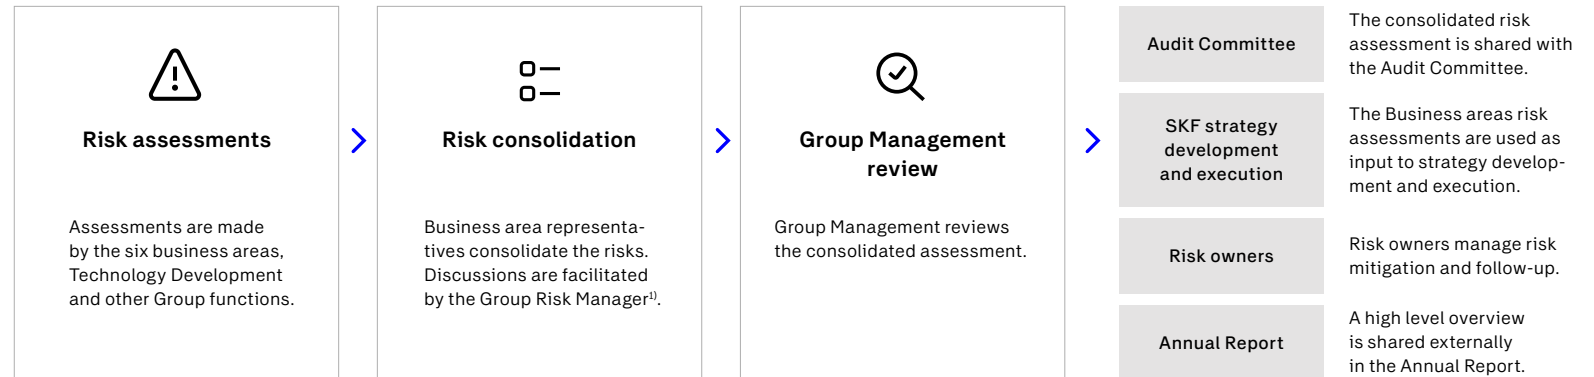 Risk assessments
Assessments are made
by the six business areas,
Technology Development
and other Group functions.
Risk consolidation
Business area representa-
tives consolidate the risks.
Discussions are facilitated
by the Group Risk Manager1).
Group Management
review
Group Management reviews
the consolidated assessment.
Audit Committee
The consolidated risk
assessment is shared with
the Audit Committee.
SKF strategy
development
and execution
The Business areas risk
assessments are used as
input to strategy develop-
ment and execution.
Risk owners
Risk owners manage risk
mitigation and follow-up.
Annual Report
A high level overview
is shared externally
in the Annual Report.